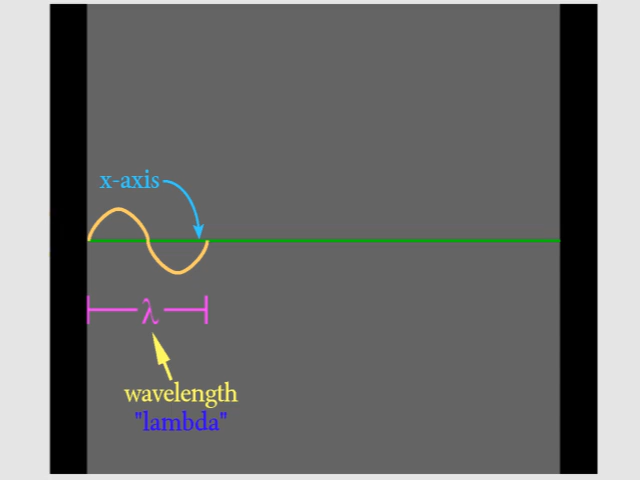 x-axis
λ
wavelength
"lambda"